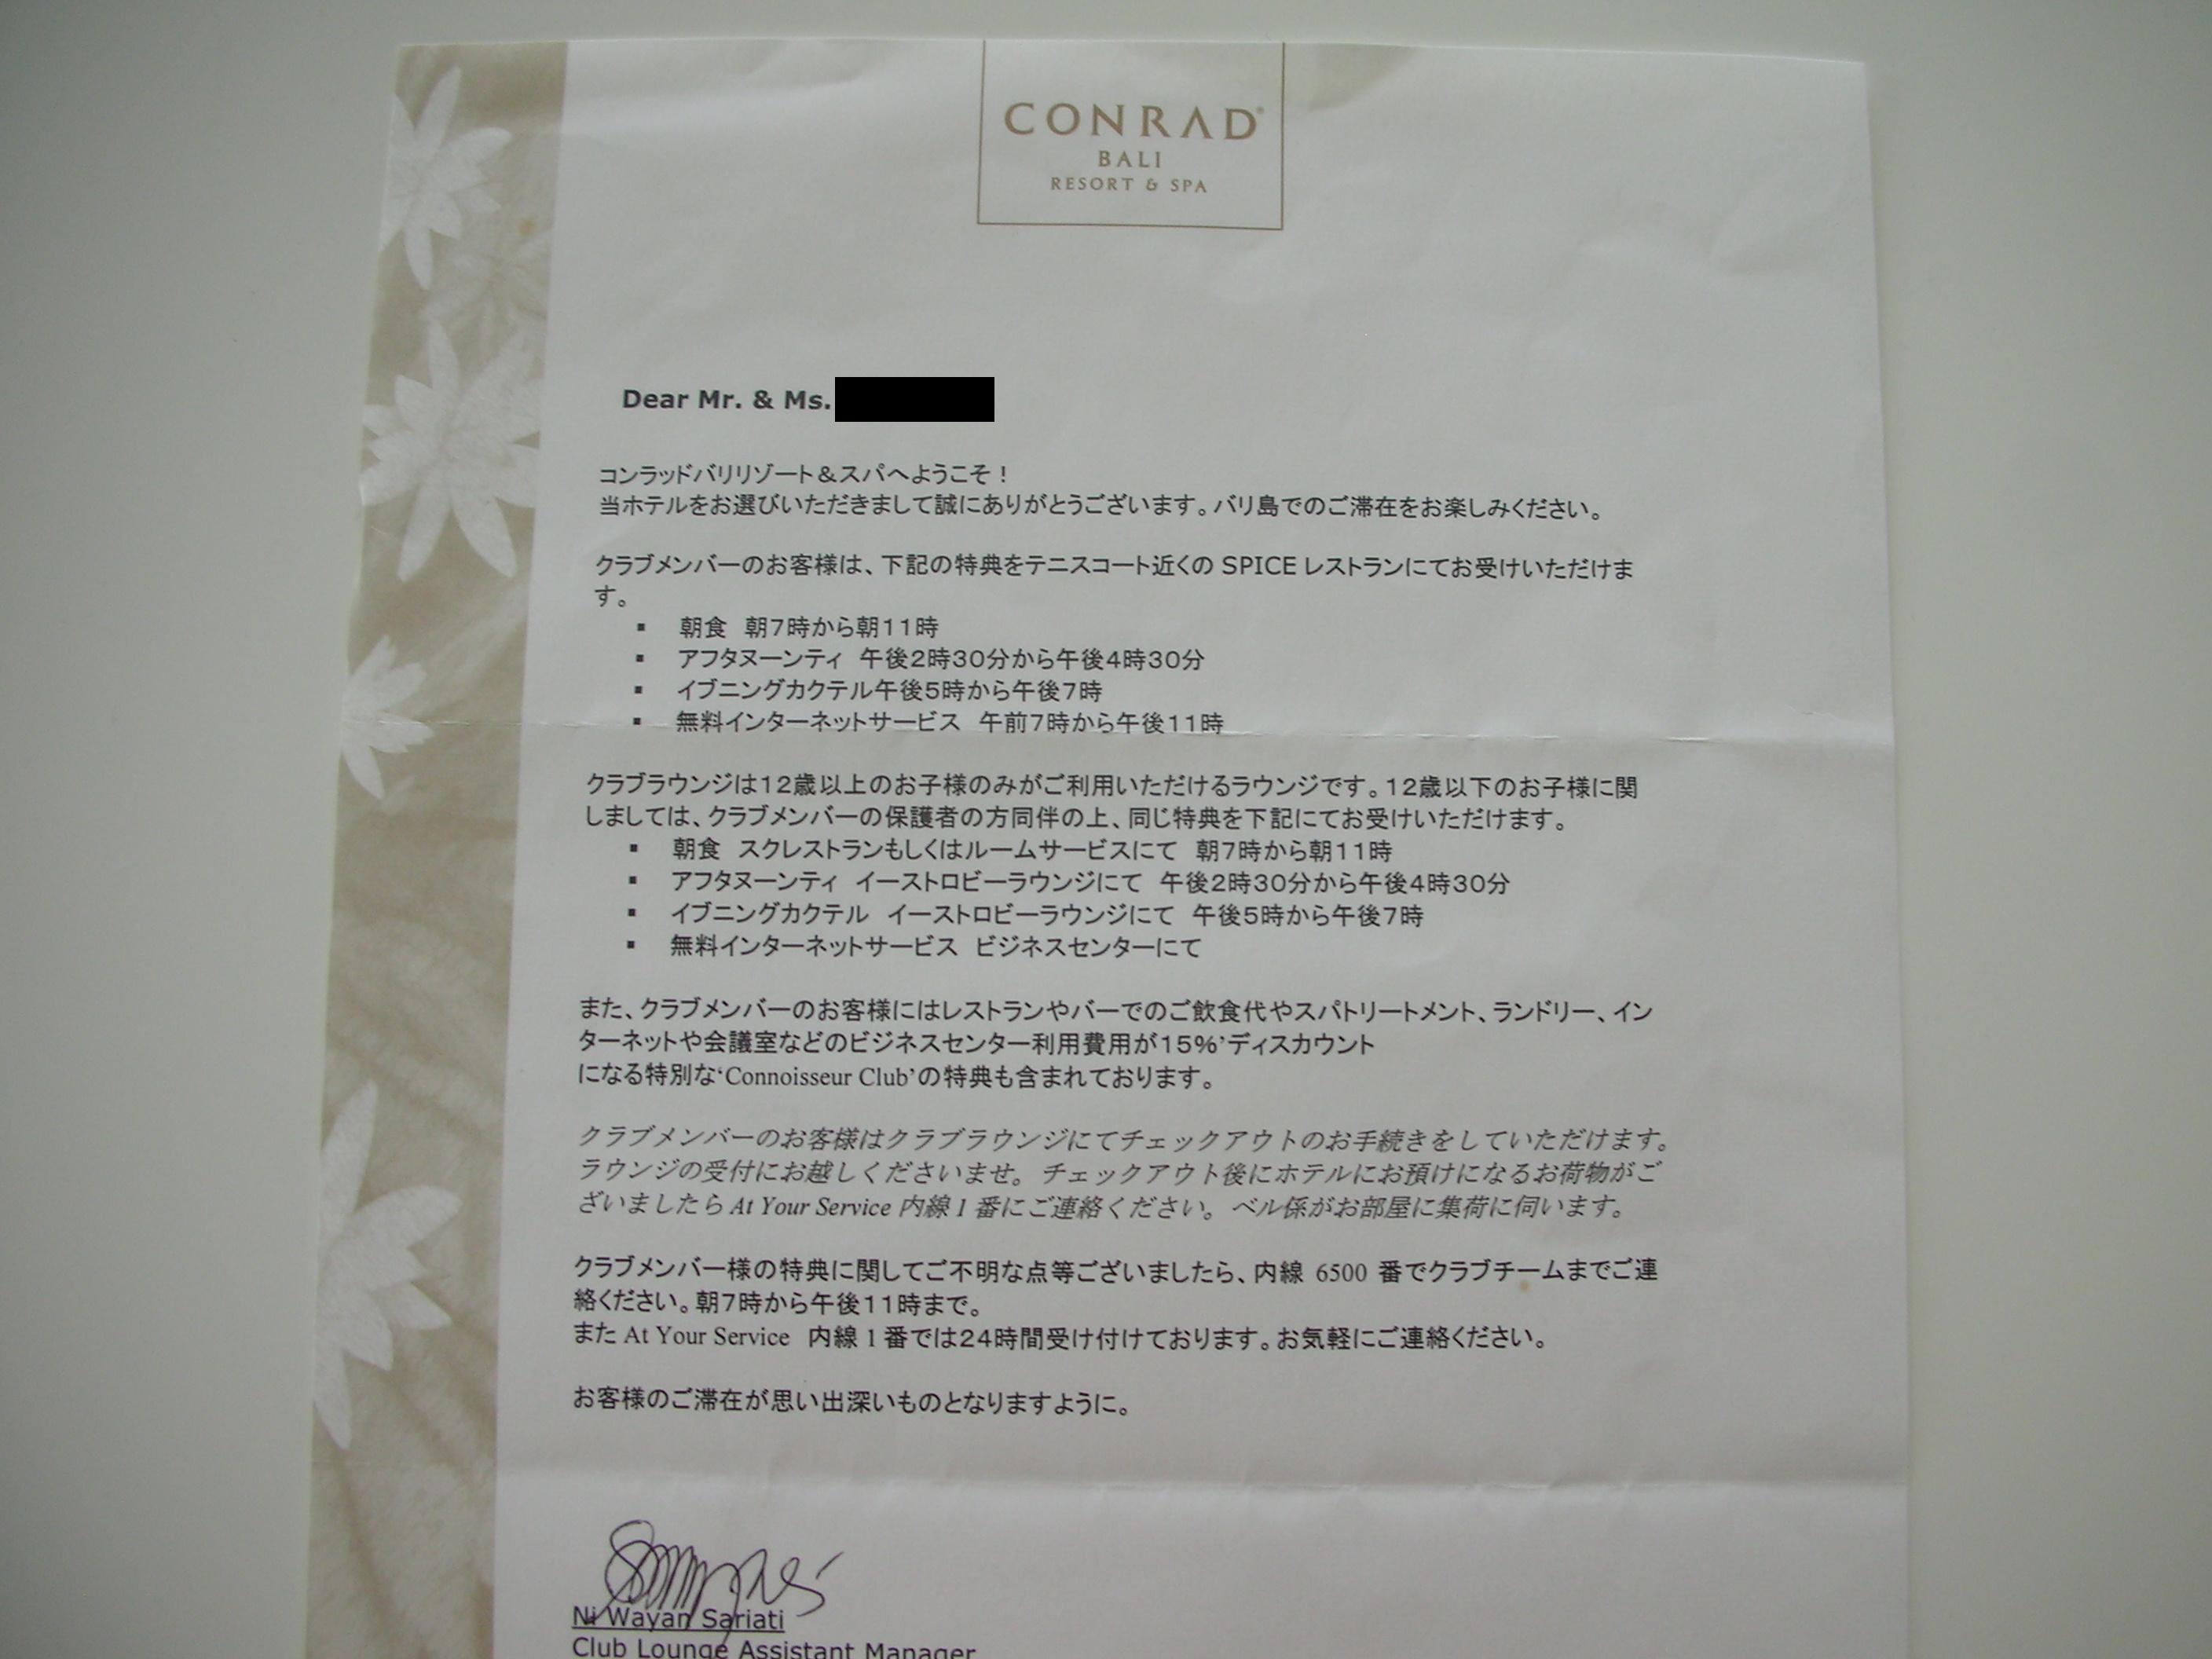 CONRAD®
BALI
RESORT & SPA
Dear Mr. & Ms.
コンラッドバリリゾート＆スパへようこそ！
当ホテルをお選びいただきまして誠にありがとうございます。バリ島でのご滞在をお楽しみください。
クラブメンバーのお客様は、下記の特典をテニスコート近くの SPICE レストランにてお受けいただけま
す。
▪ 朝食　朝７時から朝１１時
▪ アフタヌーンティ　午後２時３０分から午後４時３０分
▪ イブニングカクテル午後５時から午後７時
▪ 無料インターネットサービス　午前７時から午後１１時
クラブラウンジは１２歳以上のお子様のみがご利用いただけるラウンジです。１２歳以下のお子様に関
しましては、クラブメンバーの保護者の方同伴の上、同じ特典を下記にてお受けいただけます。
▪ 朝食　スクレストランもしくはルームサービスにて　朝７時から朝１１時
▪ アフタヌーンティ　イーストロビーラウンジにて　午後２時３０分から午後４時３０分
▪ イブニングカクテル　イーストロビーラウンジにて　午後５時から午後７時
▪ 無料インターネットサービス　ビジネスセンターにて
また、クラブメンバーのお客様にはレストランやバーでのご飲食代やスパトリートメント、ランドリー、イン
ターネットや会議室などのビジネスセンター利用費用が１５％’ディスカウント
になる特別な‘Connoisseur Club’の特典も含まれております。
クラブメンバーのお客様はクラブラウンジにてチェックアウトのお手続きをしていただけます。
ラウンジの受付にお越しくださいませ。チェックアウト後にホテルにお預けになるお荷物がご
ざいましたら At Your Service 内線 1 番にご連絡ください。ベル係がお部屋に集荷に伺います。
クラブメンバー様の特典に関してご不明な点等ございましたら、内線 6500 番でクラブチームまでご連
絡ください。朝７時から午後１１時まで。
また At Your Service 内線 1 番では２４時間受け付けております。お気軽にご連絡ください。
お客様のご滞在が思い出深いものとなりますように。
Ni Wayan Sariati
Club Lounge Assistant Manager